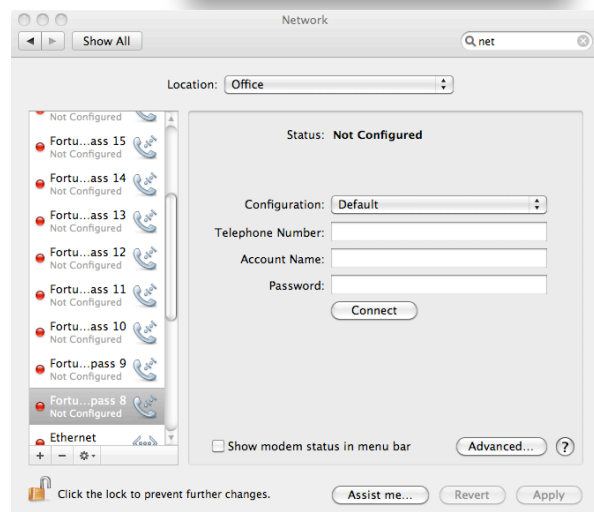 Network
Show All
net
Location: Office
Not Configured
Fortu...ass 15
Not Configured
Fortu...ass 14
Not Configured
Fortu...ass 13
Not Configured
Fortu...ass 12
Not Configured
Fortu...ass 11
Not Configured
Fortu...ass 10
Not Configured
Fortu...pass 9
Not Configured
Fortu...pass 8
Not Configured
Ethernet
Status: Not Configured
Configuration: Default
Telephone Number:
Account Name:
Password:
Connect
Show modem status in menu bar
Advanced...
?
Click the lock to prevent further changes.
Assist me...
Revert
Apply